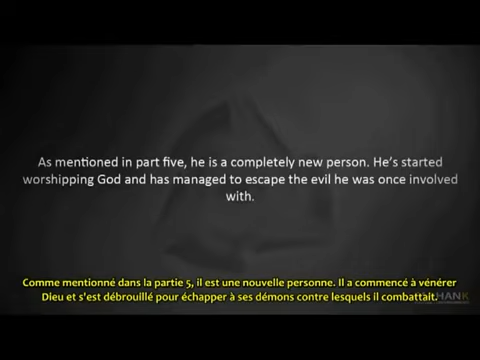 As mentioned in part five, he is a completely new person. He's started
worshipping God and has managed to escape the evil he was once involved
with.
Comme mentionné dans la partie 5, il est une nouvelle personne. Il a commencé à vénérer
Dieu et s'est débrouillé pour échapper à ses démons contre lesquels il combattait.